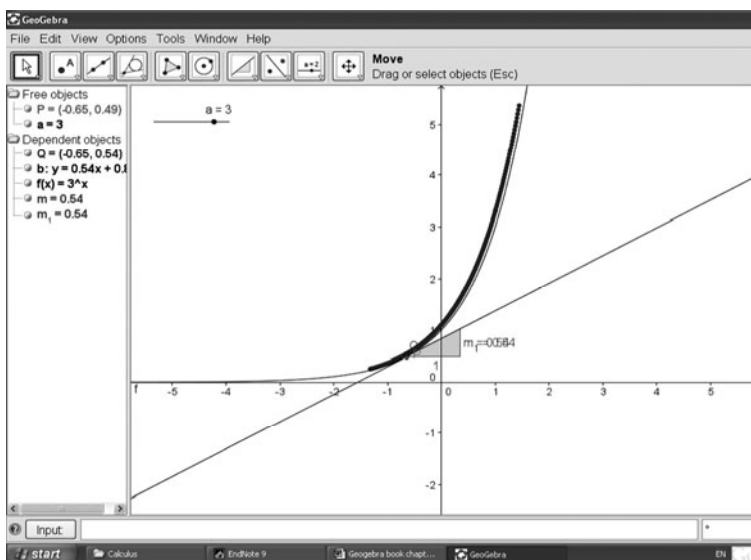 GeoGebra
File Edit View Options Tools Window Help
A
a=2
Move
Drag or select objects (Esc)
Free objects
P = (-0.65, 0.49)
a = 3
Dependent objects
Q = (-0.65, 0.54)
b: y = 0.54x + 0.8
f(x) = 3^x
m = 0.54
m₁ = 0.54
a = 3
5
4
3
2
1
1
0
f -5 -4 -3 -2 -1 0 1 2 3 4 5
-1
-2
Input:
start Calculus EndNote 9 Geogebra book chapt... GeoGebra EN